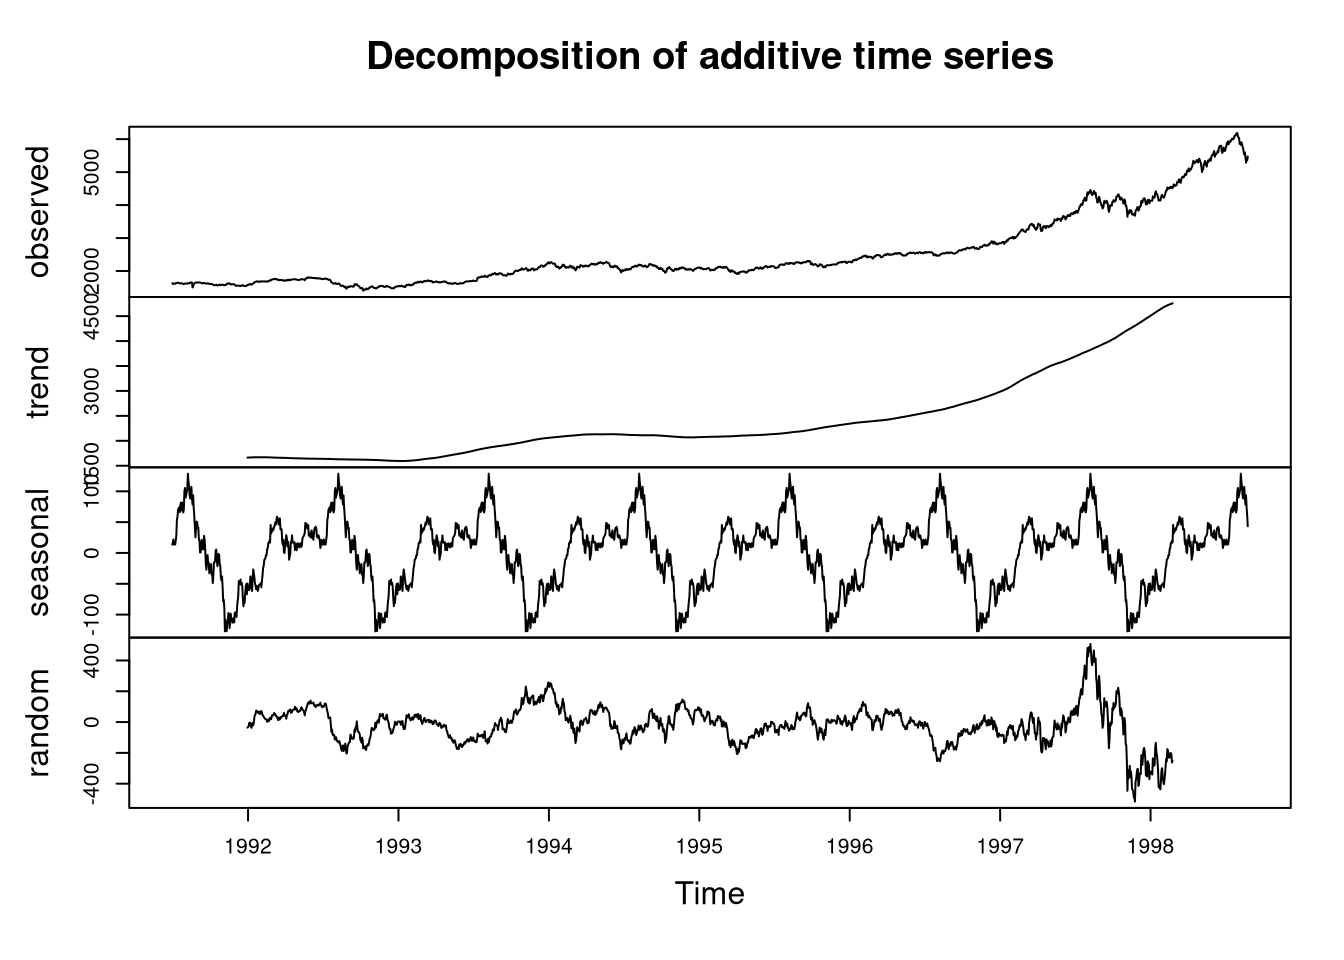 Decomposition of additive time series
observed
2000
5000
trend
1500
3000
4500
seasonal
-100
0
100
random
-400
0
400
1992 1993 1994 1995 1996 1997 1998
Time